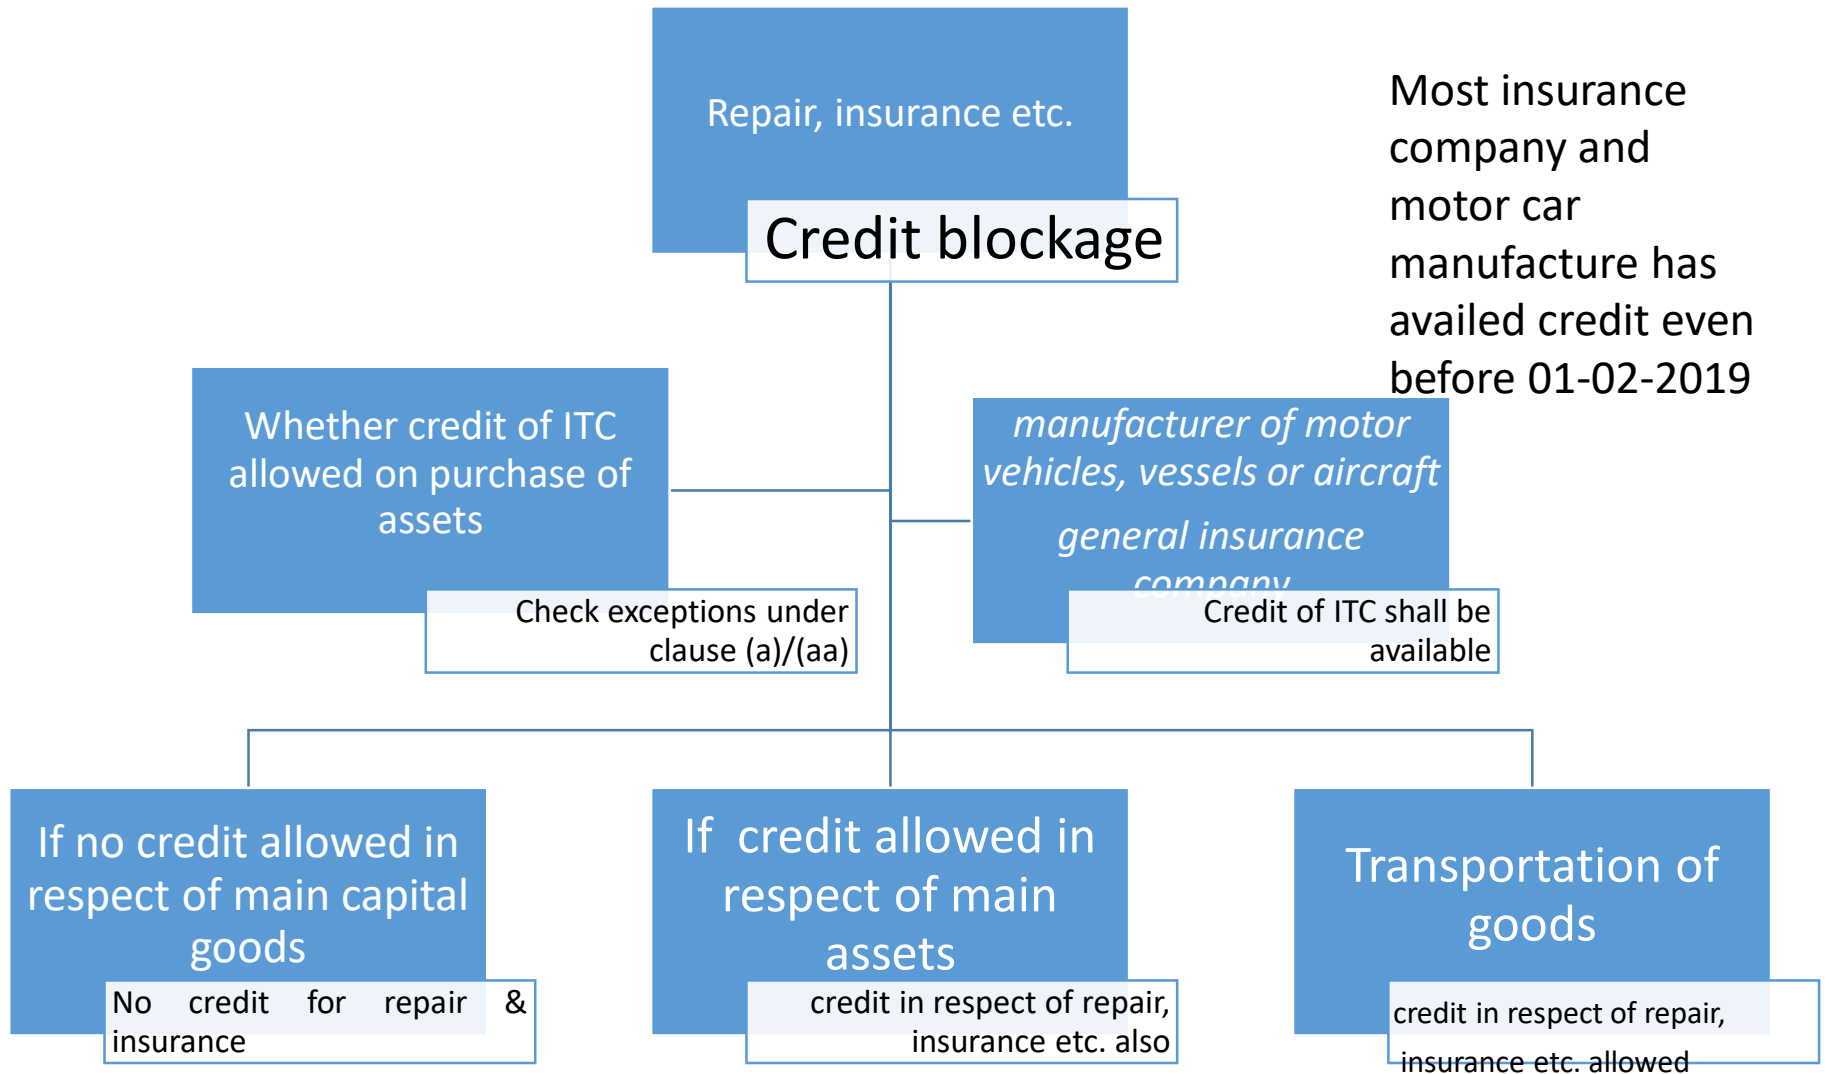 Repair, insurance etc.
Credit blockage
Most insurance
company and
motor car
manufacture has
availed credit even
before 01-02-2019
Whether credit of ITC
allowed on purchase of
assets
Check exceptions under
clause (a)/(aa)
manufacturer of motor
vehicles, vessels or aircraft
general insurance
company
Credit of ITC shall be
available
If no credit allowed in
respect of main capital
goods
No credit for repair &
insurance
If credit allowed in
respect of main
assets
credit in respect of repair,
insurance etc. also
Transportation of
goods
credit in respect of repair,
insurance etc. allowed